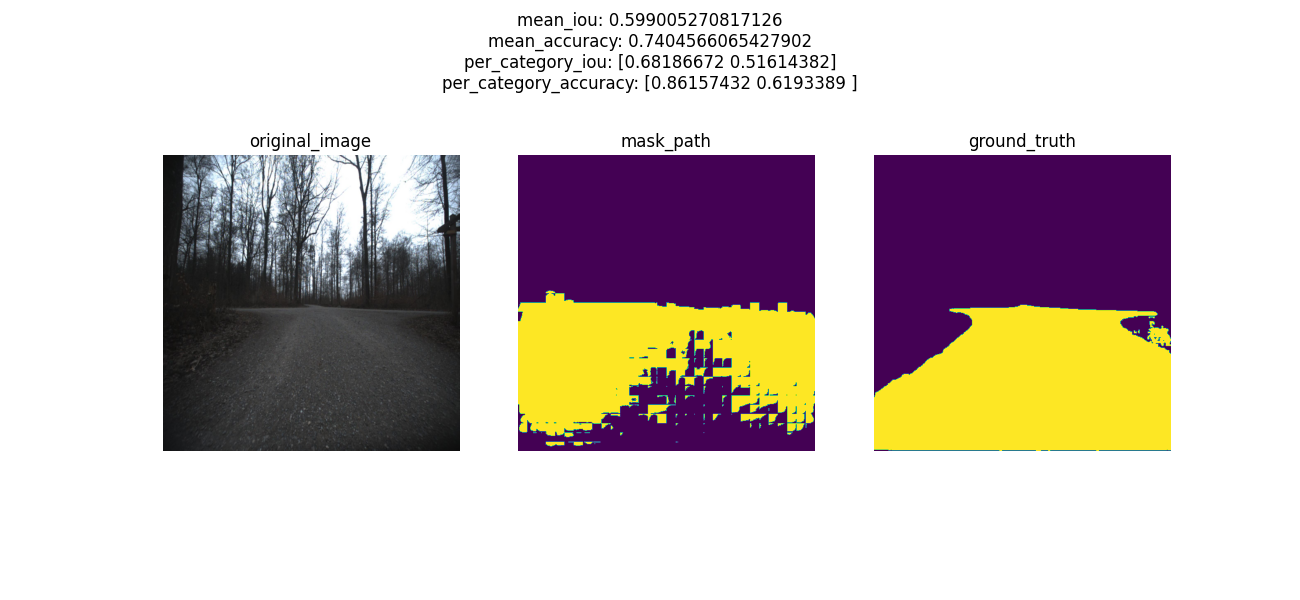 mean_iou: 0.599005270817126
mean_accuracy: 0.7404566065427902
per_category_iou: [0.68186672 0.51614382]
per_category_accuracy: [0.86157432 0.6193389 ]
original_image
mask_path
ground_truth